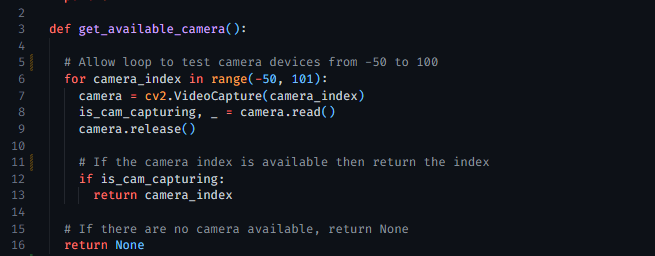 2
3 def get_available_camera():
4
5 # Allow loop to test camera devices from -50 to 100
6 for camera_index in range(-50, 101):
7 camera = cv2.VideoCapture(camera_index)
8 is_cam_capturing, _ = camera.read()
9 camera.release()
10
11 # If the camera index is available then return the index
12 if is_cam_capturing:
13 return camera_index
14
15 # If there are no camera available, return None
16 return None